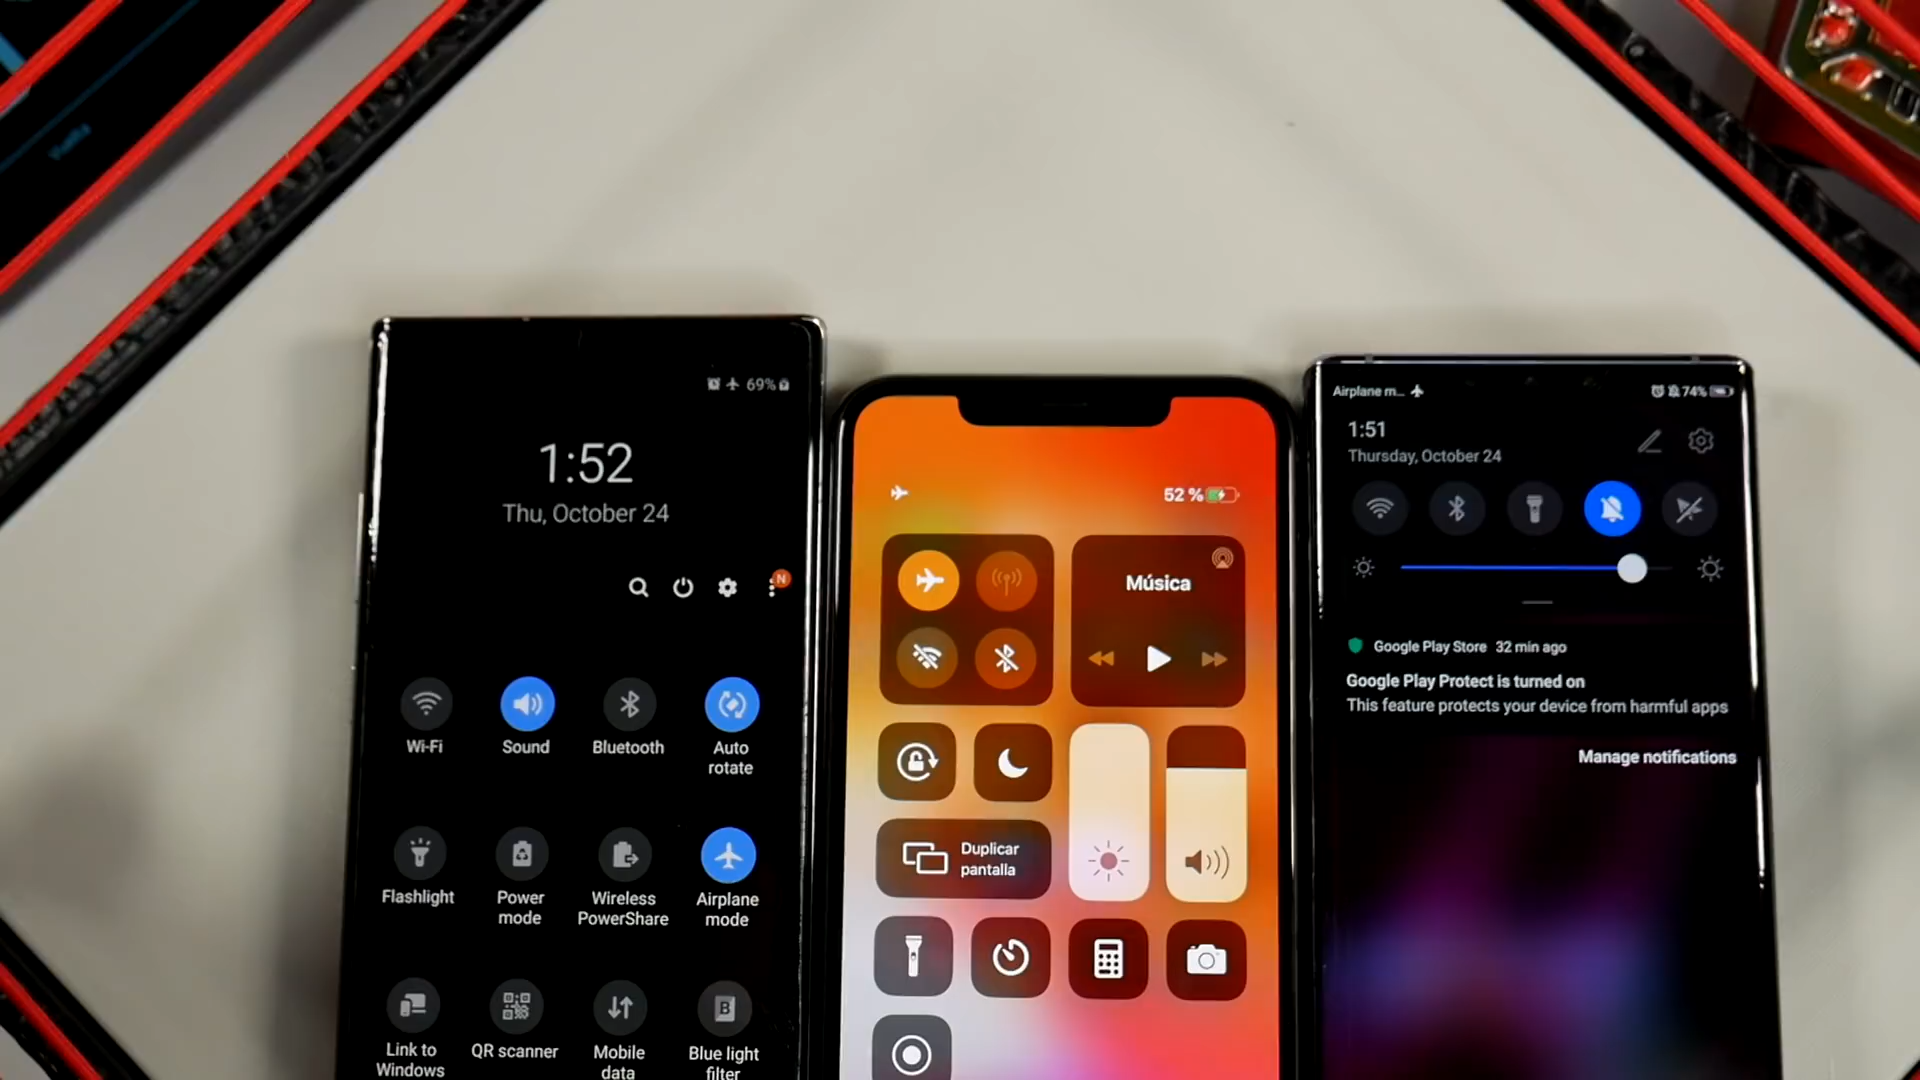 69%
1:52
Thu, October 24
N
Wi-Fi
Sound
Bluetooth
Auto
rotate
Flashlight
Power
mode
Wireless
PowerShare
Airplane
mode
Link to
Windows
QR scanner
Mobile
data
B
Blue light
filter
52 %
Música
Duplicar
pantalla
Airplane m...
74%
1:51
Thursday, October 24
Google Play Store 32 min ago
Google Play Protect is turned on
This feature protects your device from harmful apps
Manage notifications